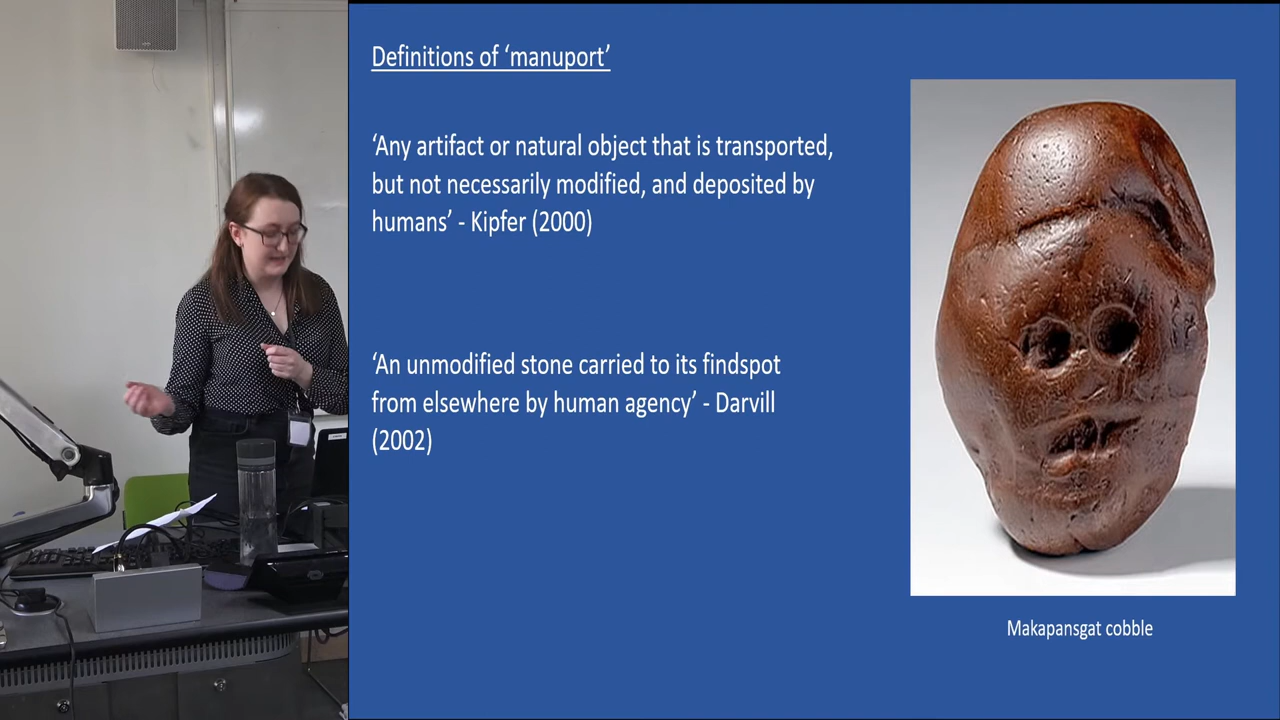 Definitions of ‘manuport’
‘Any artifact or natural object that is transported,
but not necessarily modified, and deposited by
humans’ - Kipfer (2000)
‘An unmodified stone carried to its findspot
from elsewhere by human agency’ - Darvill
(2002)
Makapansgat cobble